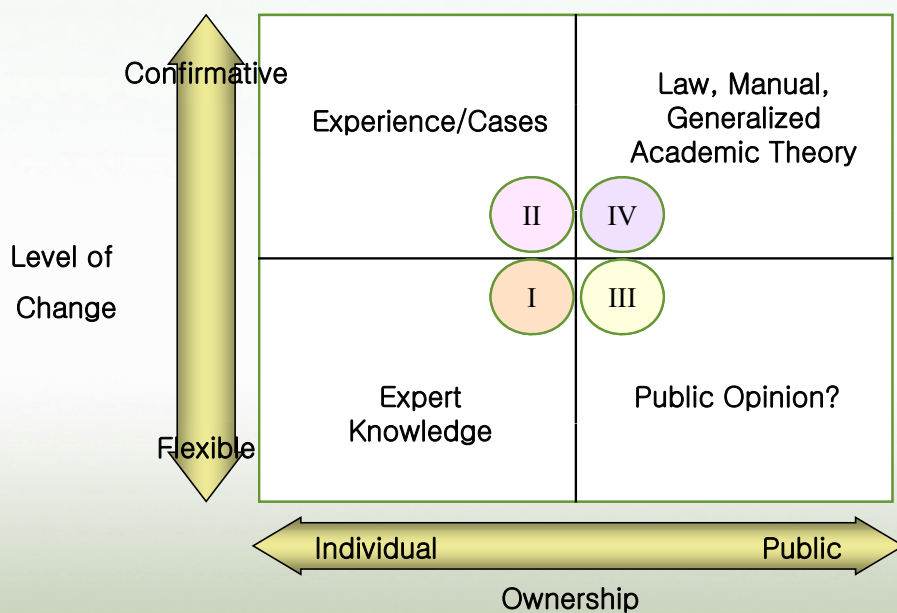 Confirmative
Experience/Cases
Law, Manual,
Generalized
Academic Theory
II
IV
Level of
Change
I
III
Expert
Knowledge
Public Opinion?
Flexible
Individual
Public
Ownership